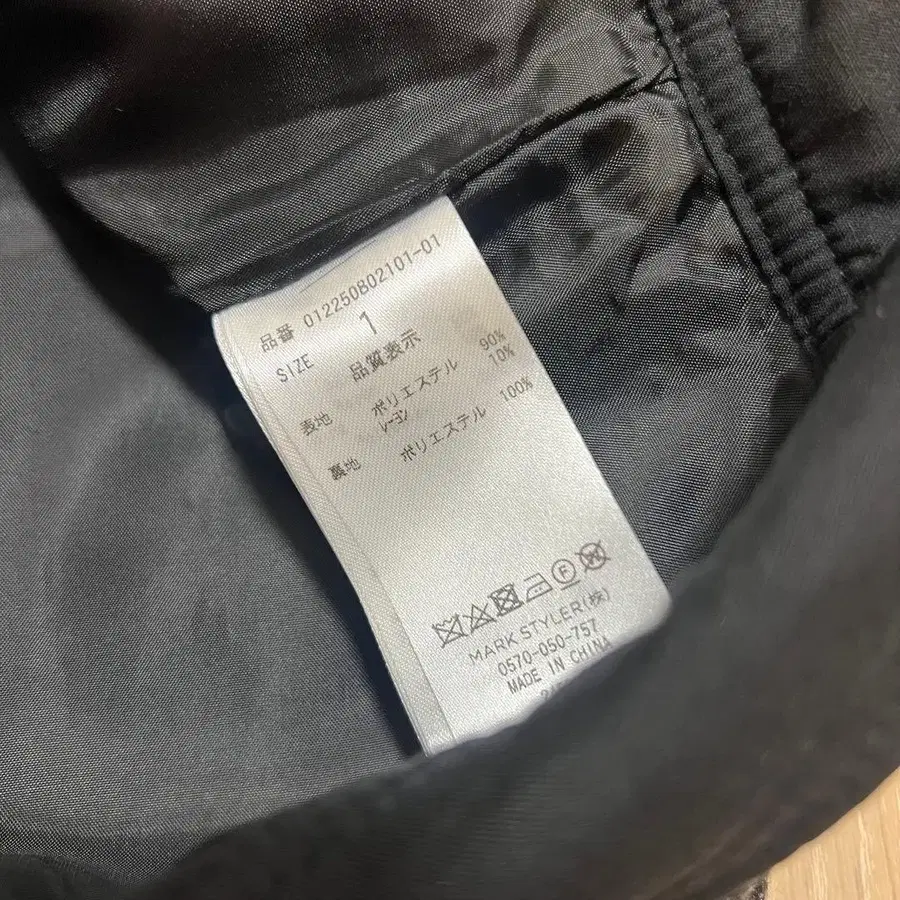 品番 012250802101-01
SIZE 1
品質表示
表地 ポリエステル 90%
レーヨン 10%
裏地 ポリエステル 100%
MARK STYLER(株)
0570-050-757
MADE IN CHINA